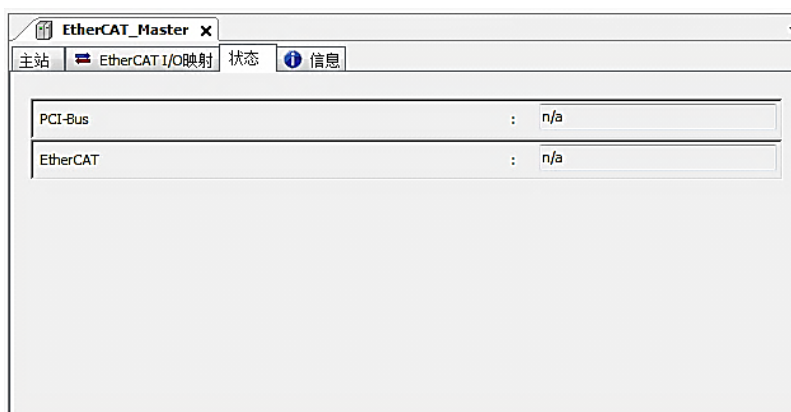 EtherCAT_Master x
主站 EtherCAT I/O映射 状态 信息
PCI-Bus : n/a
EtherCAT : n/a